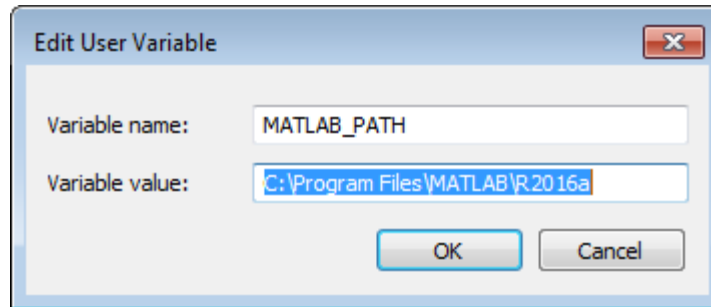 Edit User Variable
Variable name: MATLAB_PATH
Variable value: C:\Program Files\MATLAB\R2016a
OK Cancel